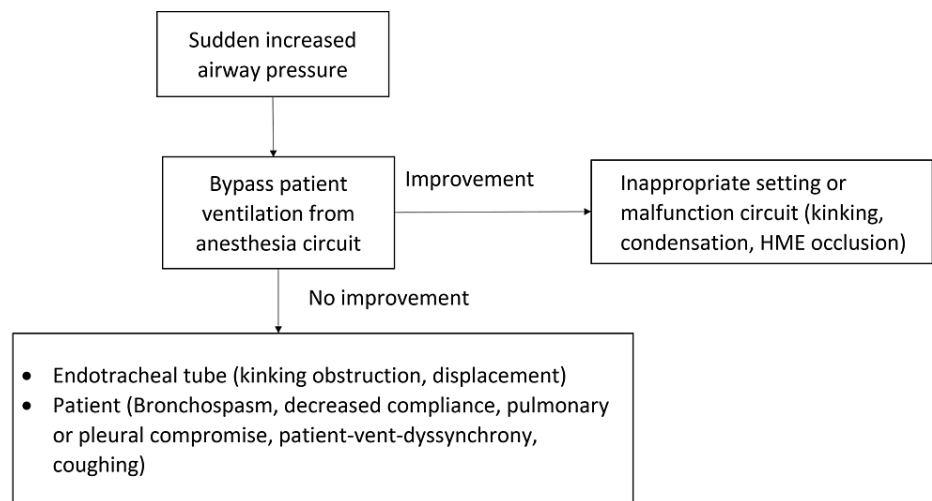 Sudden increased
airway pressure
Bypass patient
ventilation from
anesthesia circuit
Improvement
Inappropriate setting or
malfunction circuit (kinking,
condensation, HME occlusion)
No improvement
• Endotracheal tube (kinking obstruction, displacement)
• Patient (Bronchospasm, decreased compliance, pulmonary
or pleural compromise, patient-vent-dyssynchrony,
coughing)